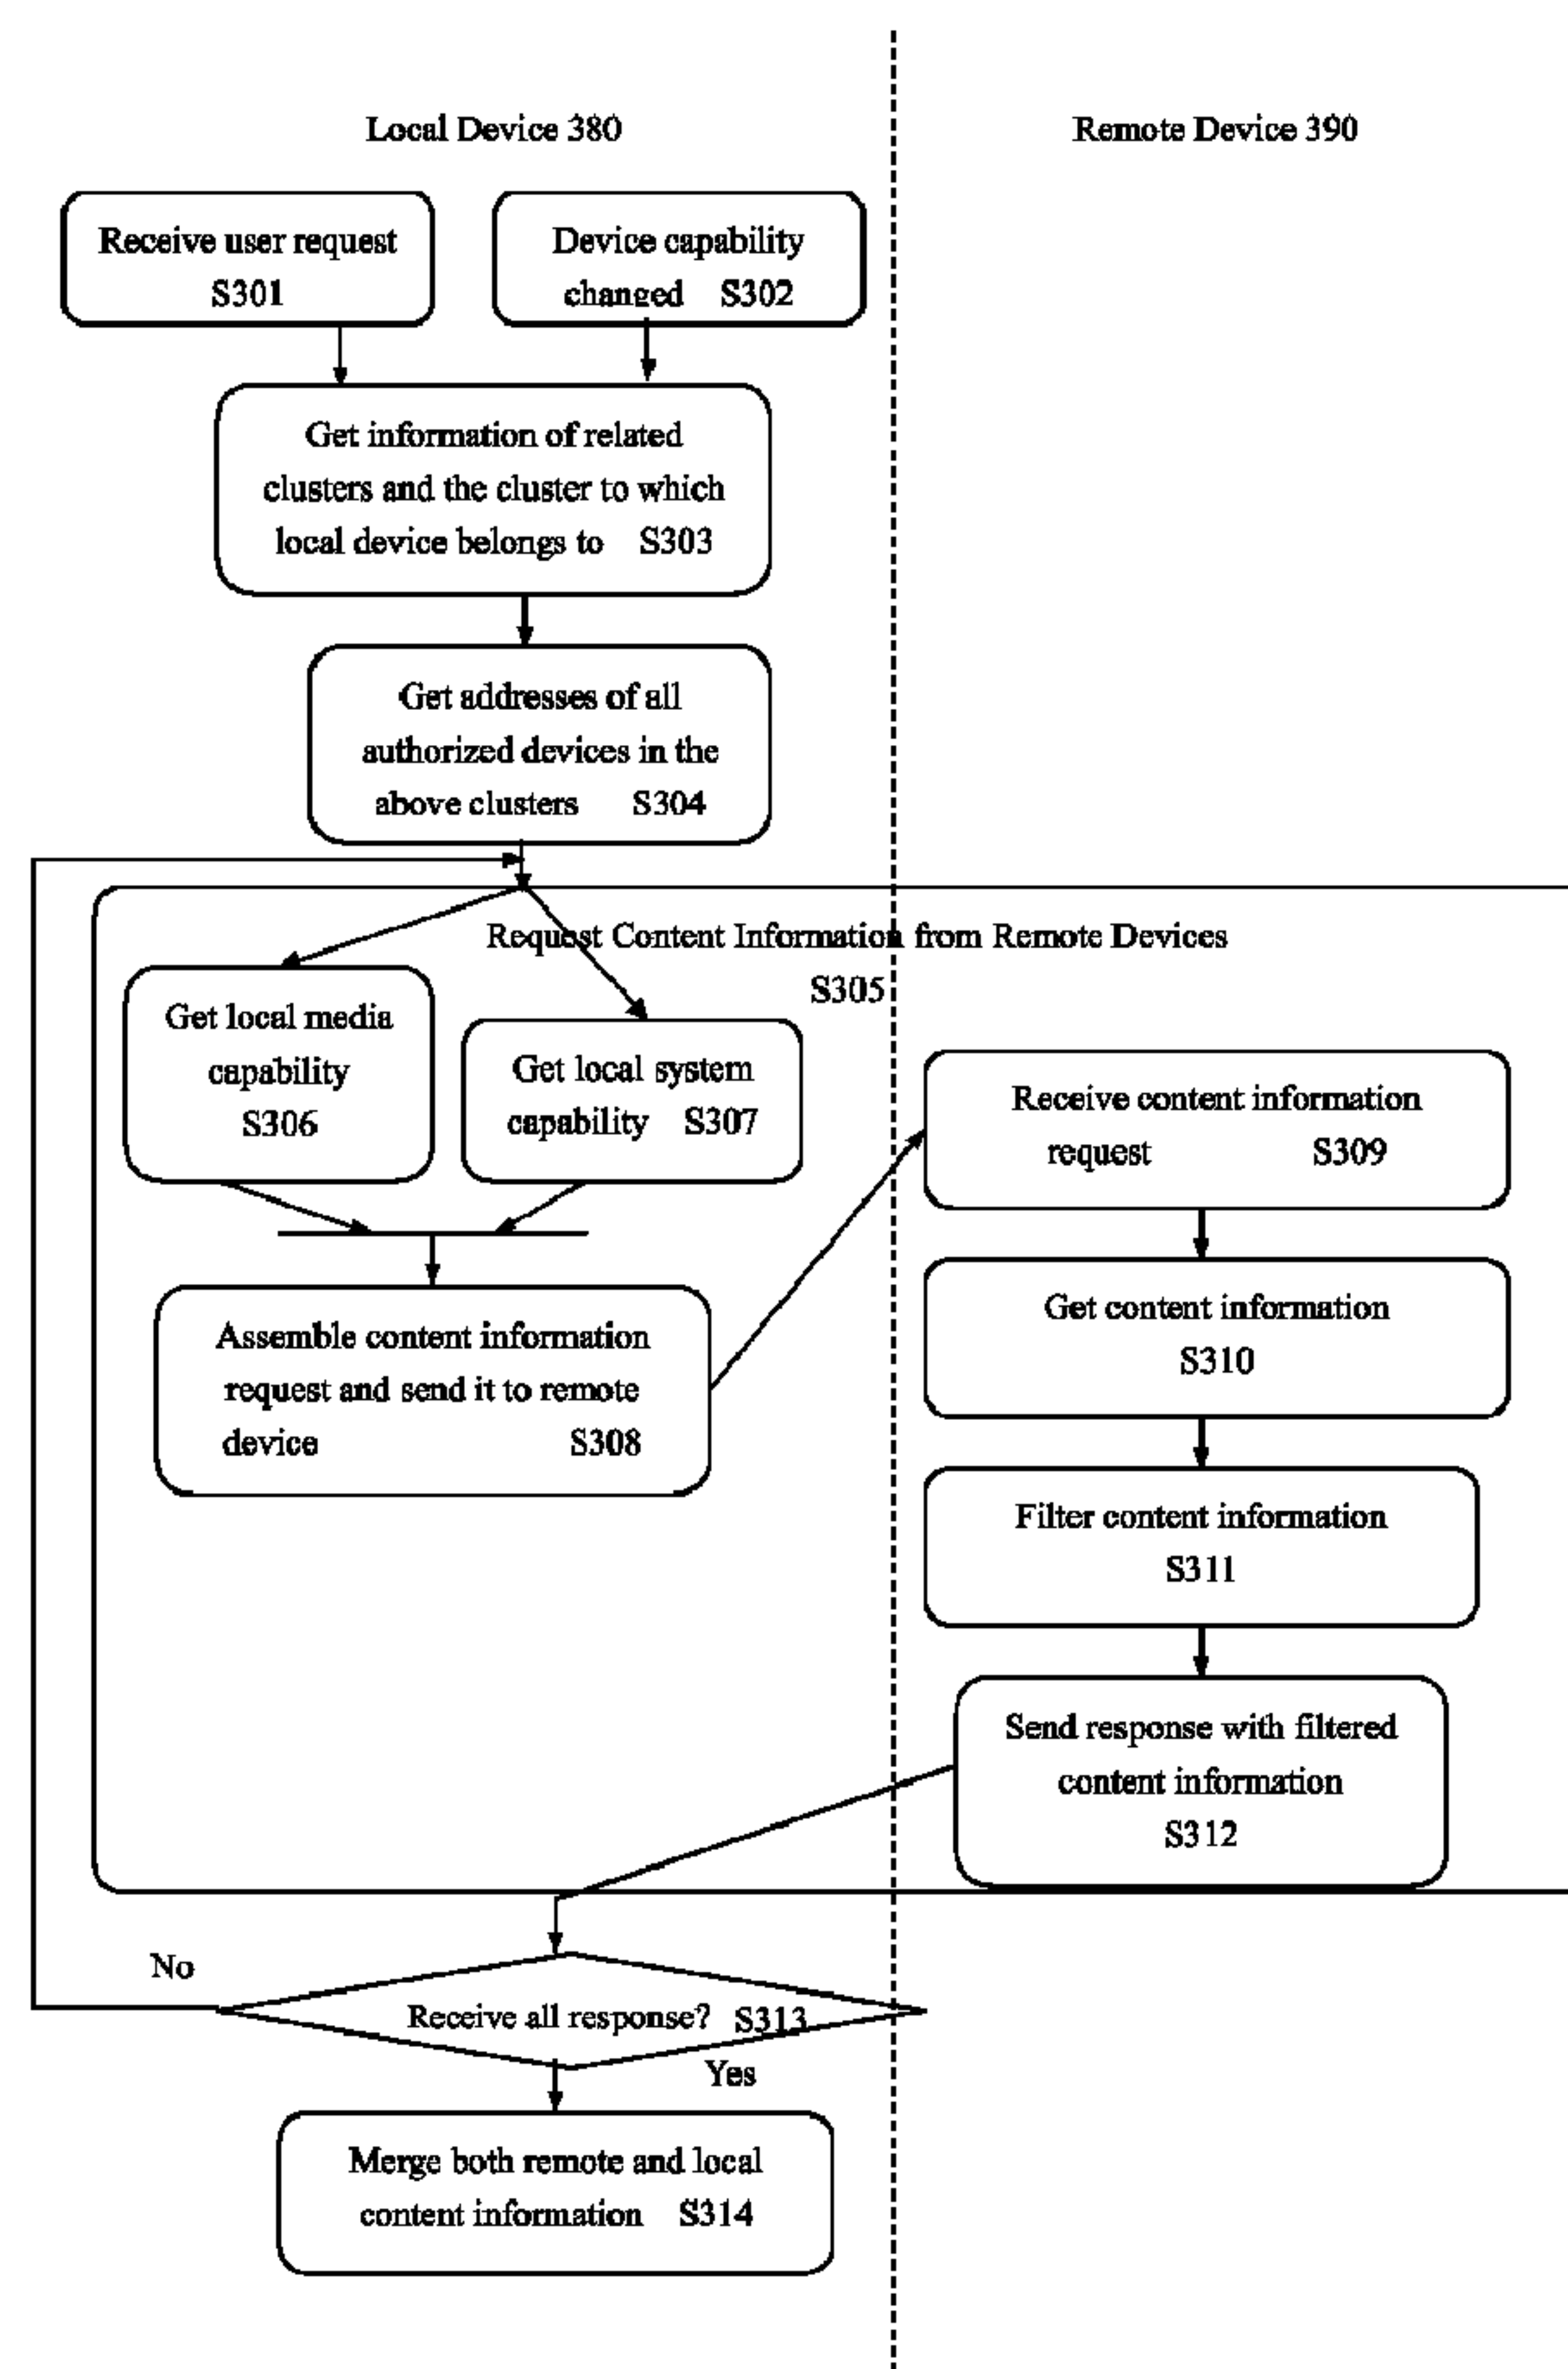 Local Device 380
Remote Device 390
Receive user request
S301
Device capability
changed S302
Get information of related
clusters and the cluster to which
local device belongs to S303
Get addresses of all
authorized devices in the
above clusters S304
Request Content Information from Remote Devices
S305
Get local media
capability
S306
Get local system
capability S307
Assemble content information
request and send it to remote
device S308
Receive content information
request S309
Get content information
S310
Filter content information
S311
Send response with filtered
content information
S312
No
Receive all response? S313
Yes
Merge both remote and local
content information S314